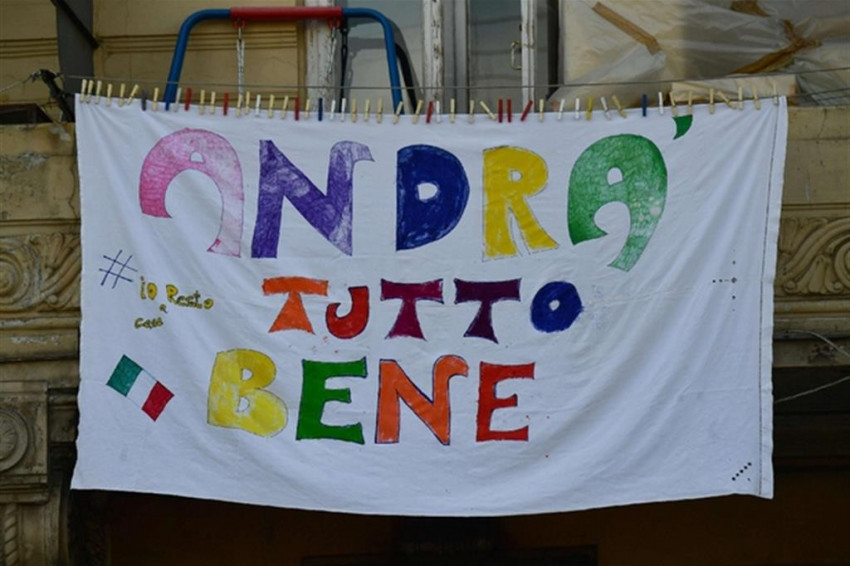 ANDRA'
TUTTO
BENE
#io Resto
a
casa